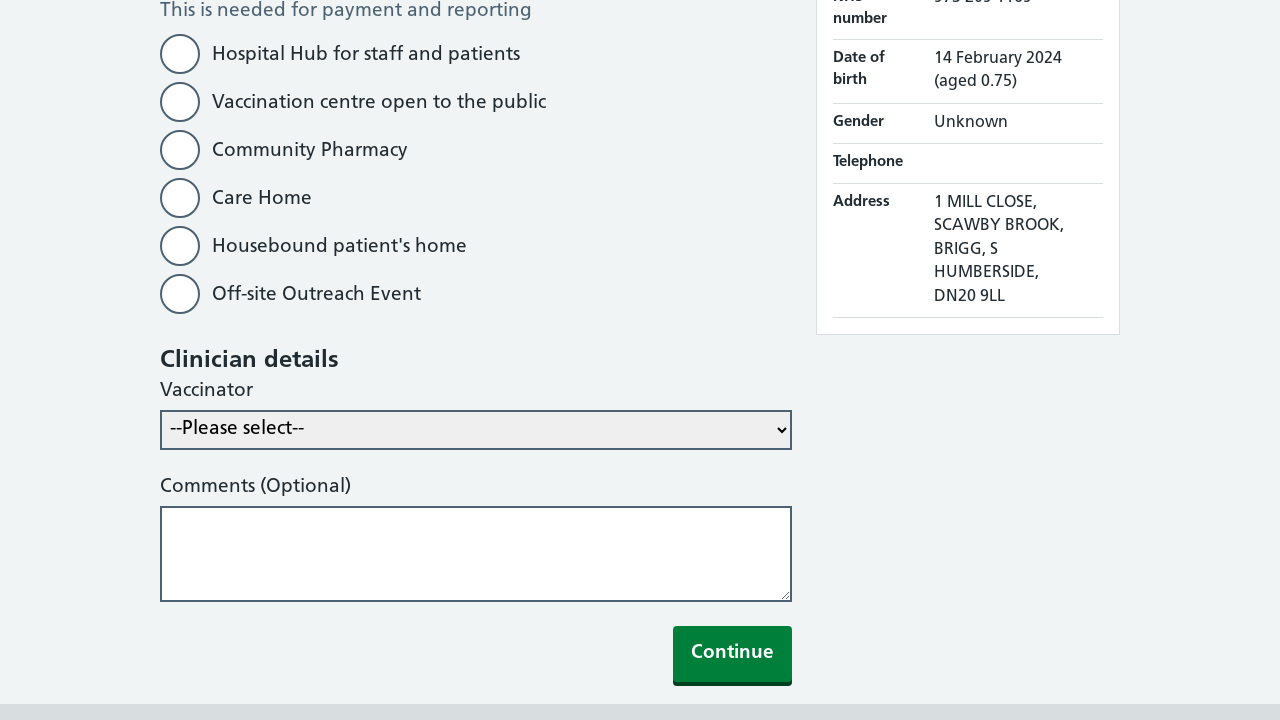 This is needed for payment and reporting
Hospital Hub for staff and patients
Vaccination centre open to the public
Community Pharmacy
Care Home
Housebound patient's home
Off-site Outreach Event
Clinician details
Vaccinator
--Please select--
Comments (Optional)
Continue
number
Date of birth
14 February 2024
(aged 0.75)
Gender
Unknown
Telephone
Address
1 MILL CLOSE,
SCAWBY BROOK,
BRIGG, S
HUMBERSIDE,
DN20 9LL